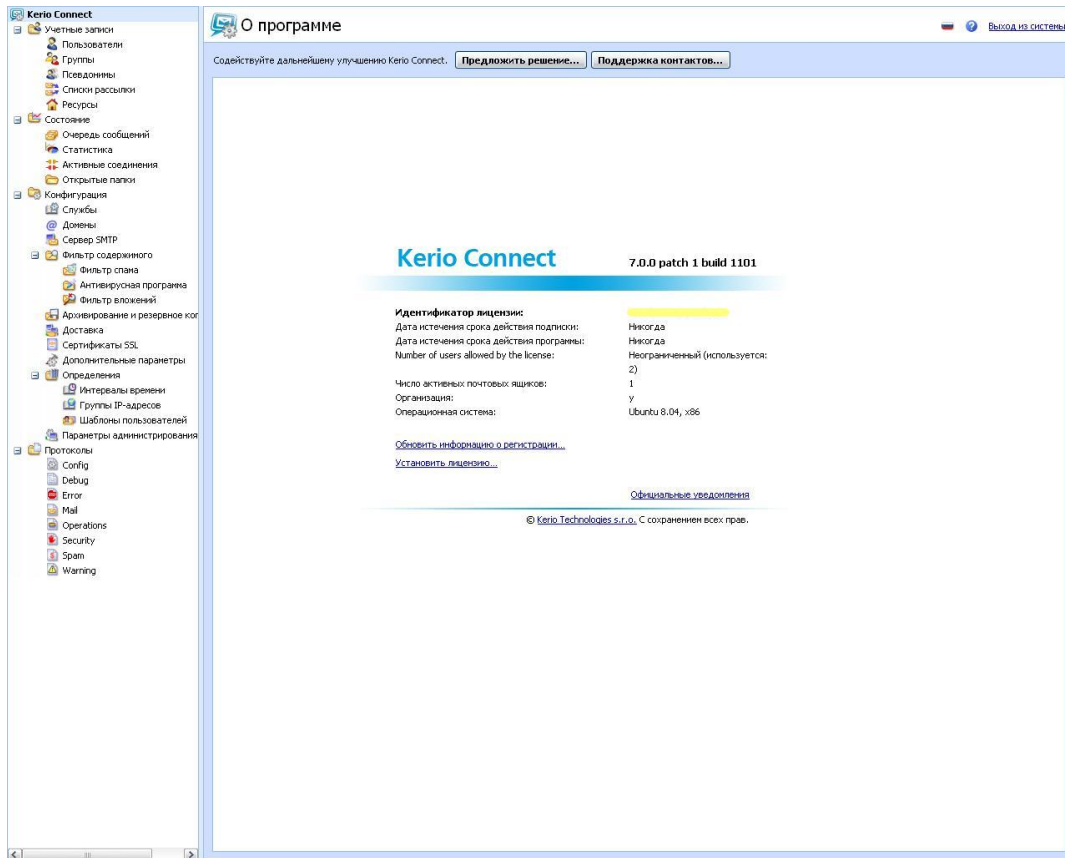 Kerio Connect
Учетные записи
Пользователи
Группы
Псевдонимы
Списки рассылки
Ресурсы
Состояние
Очередь сообщений
Статистика
Активные соединения
Открытые папки
Конфигурация
Службы
Домены
Сервер SMTP
Фильтр содержимого
Фильтр спама
Антивирусная программа
Фильтр вложений
Архивирование и резервное ког
Доставка
Сертификаты SSL
Дополнительные параметры
Определения
Интервалы времени
Группы IP-адресов
Шаблоны пользователей
Параметры администрирования
Протоколы
Config
Debug
Error
Mail
Operations
Security
Spam
Warning
О программе
Выход из системы
Содействуйте дальнейшему улучшению Kerio Connect. Предложить решение... Поддержка контактов...
Kerio Connect 7.0.0 patch 1 build 1101
Идентификатор лицензии:
Дата истечения срока действия подписки: Никогда
Дата истечения срока действия программы: Никогда
Number of users allowed by the license: Неограниченный (используется:
2)
Число активных почтовых ящиков: 1
Организация: y
Операционная система: Ubuntu 8.04, x86
Обновить информацию о регистрации...
Установить лицензию...
Официальные уведомления
© Kerio Technologies s.r.o. С сохранением всех прав.